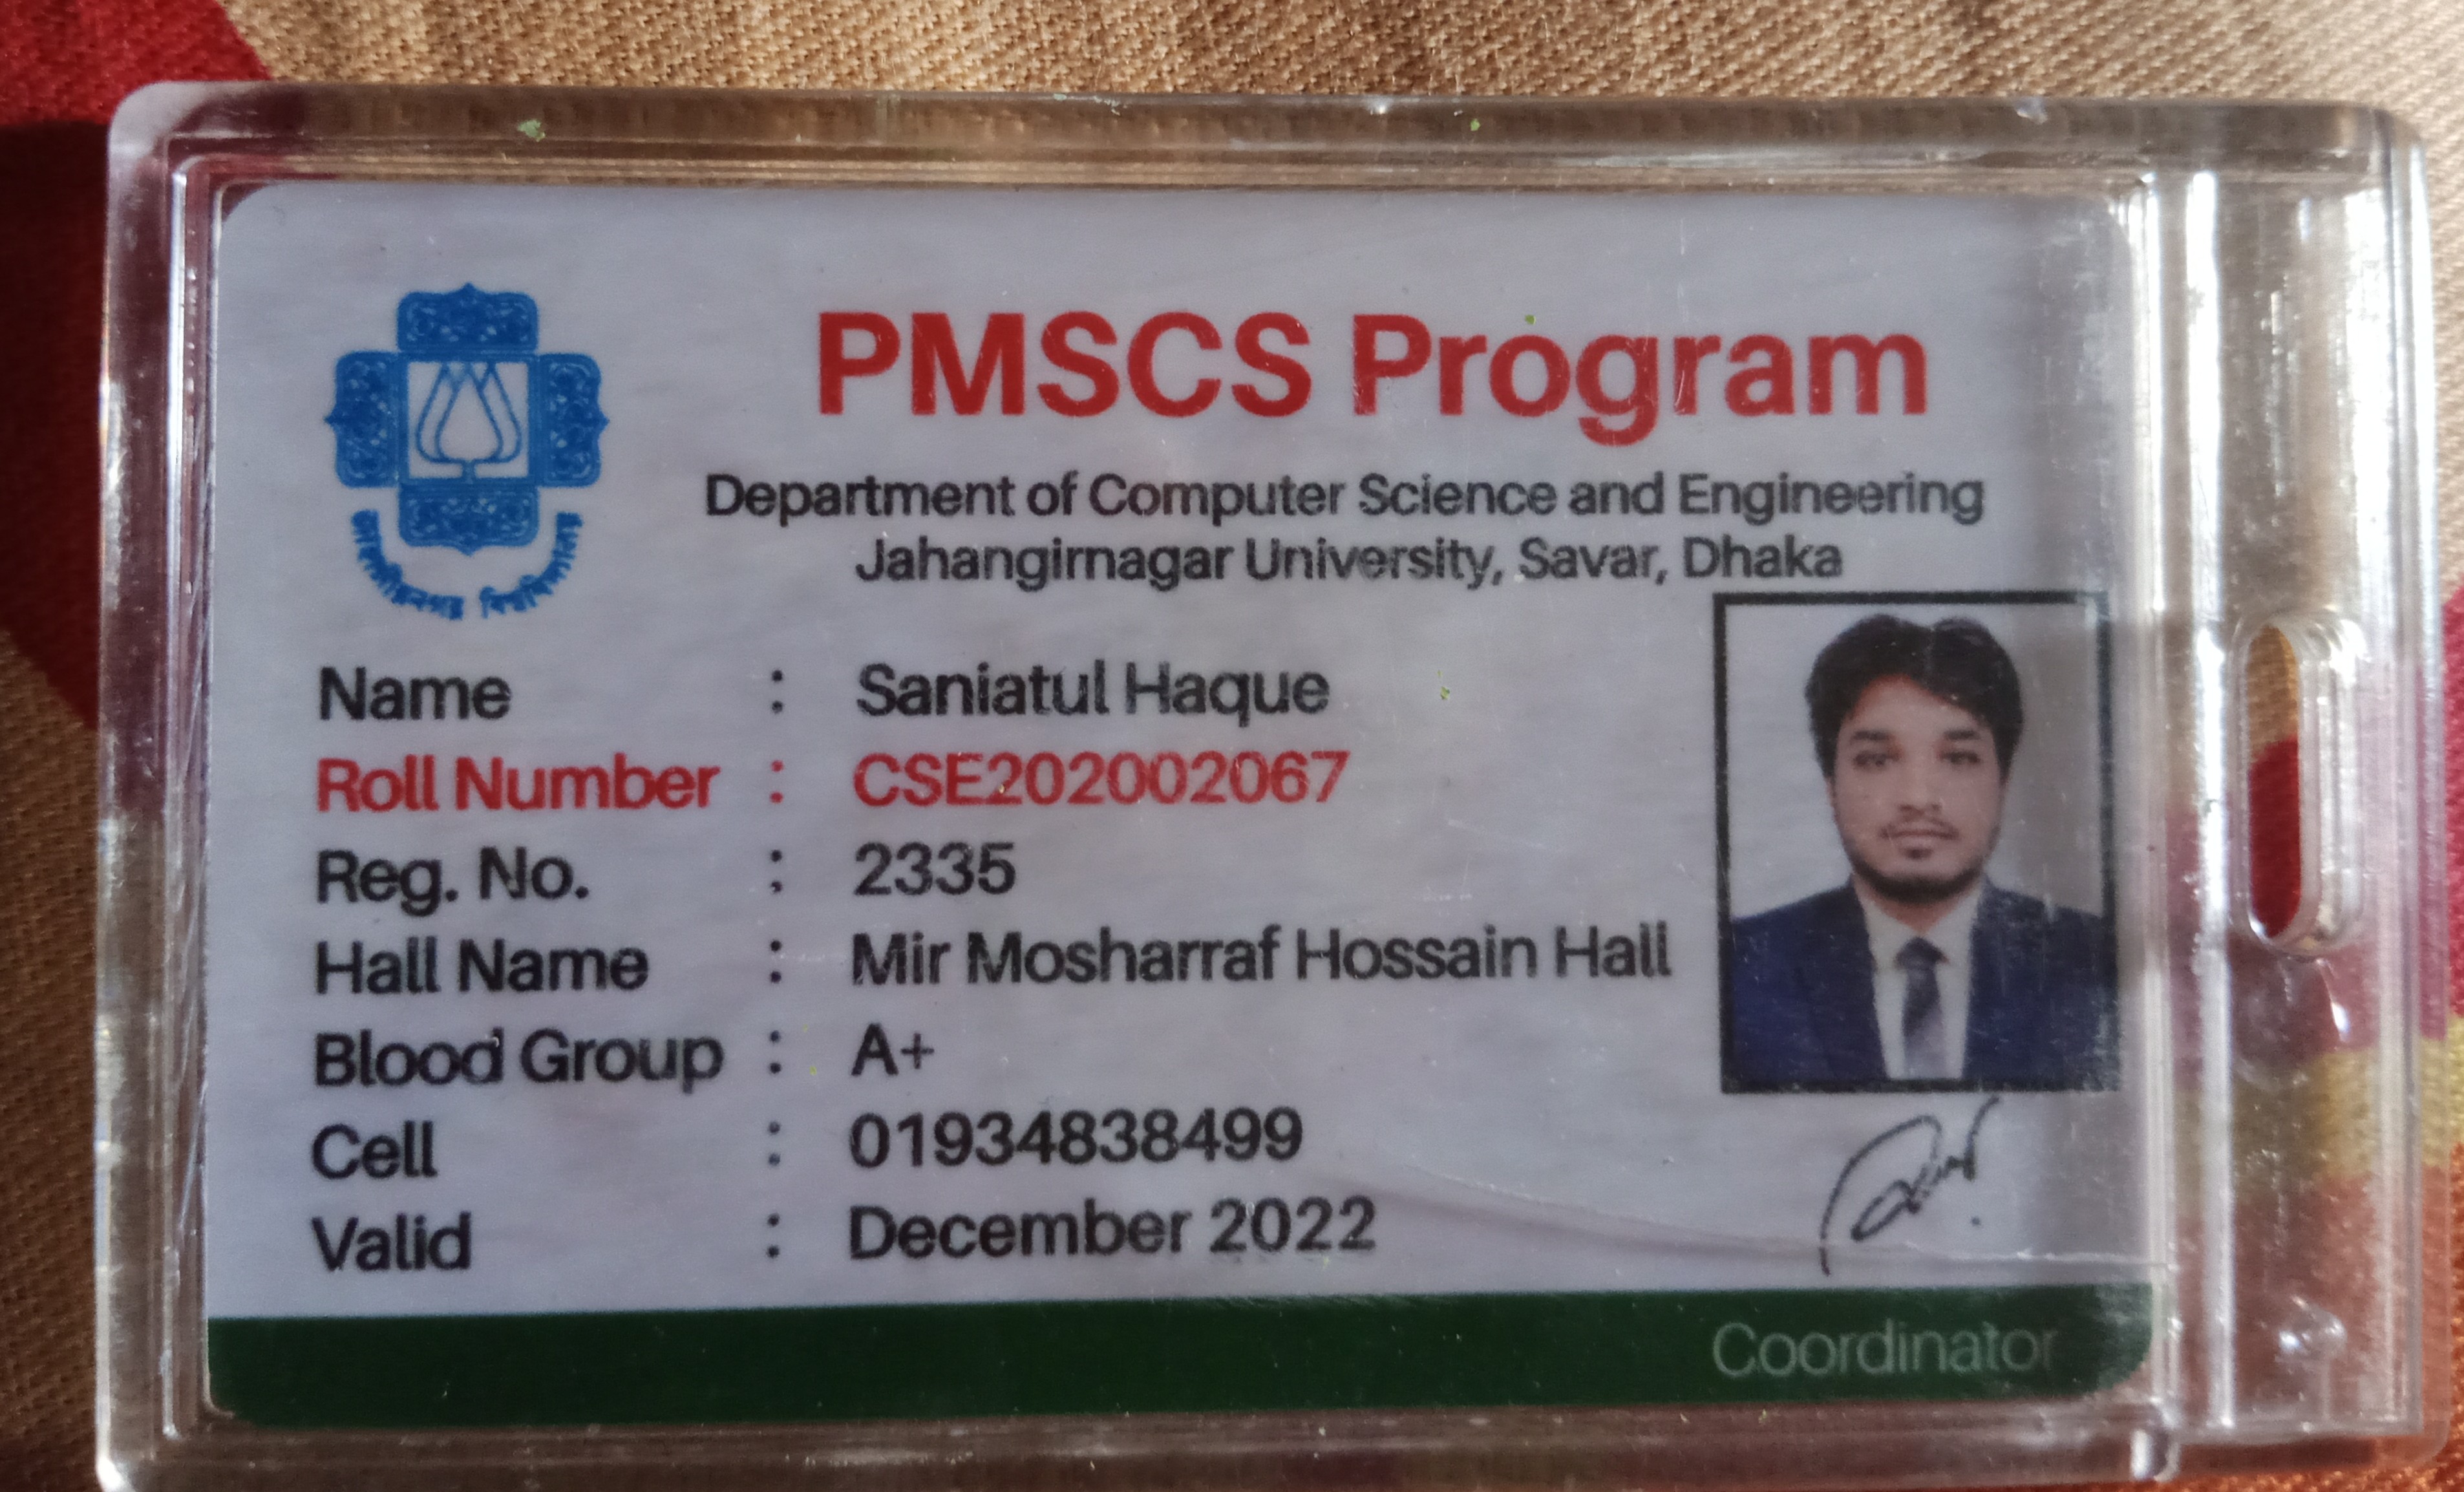 PMSCS Program
Department of Computer Science and Engineering
Jahangirnagar University, Savar, Dhaka
জাহাঙ্গীরনগর বিশ্ববিদ্যালয়
Name : Saniatul Haque
Roll Number : CSE202002067
Reg. No. : 2335
Hall Name : Mir Mosharraf Hossain Hall
Blood Group : A+
Cell : 01934838499
Valid : December 2022
Coordinator